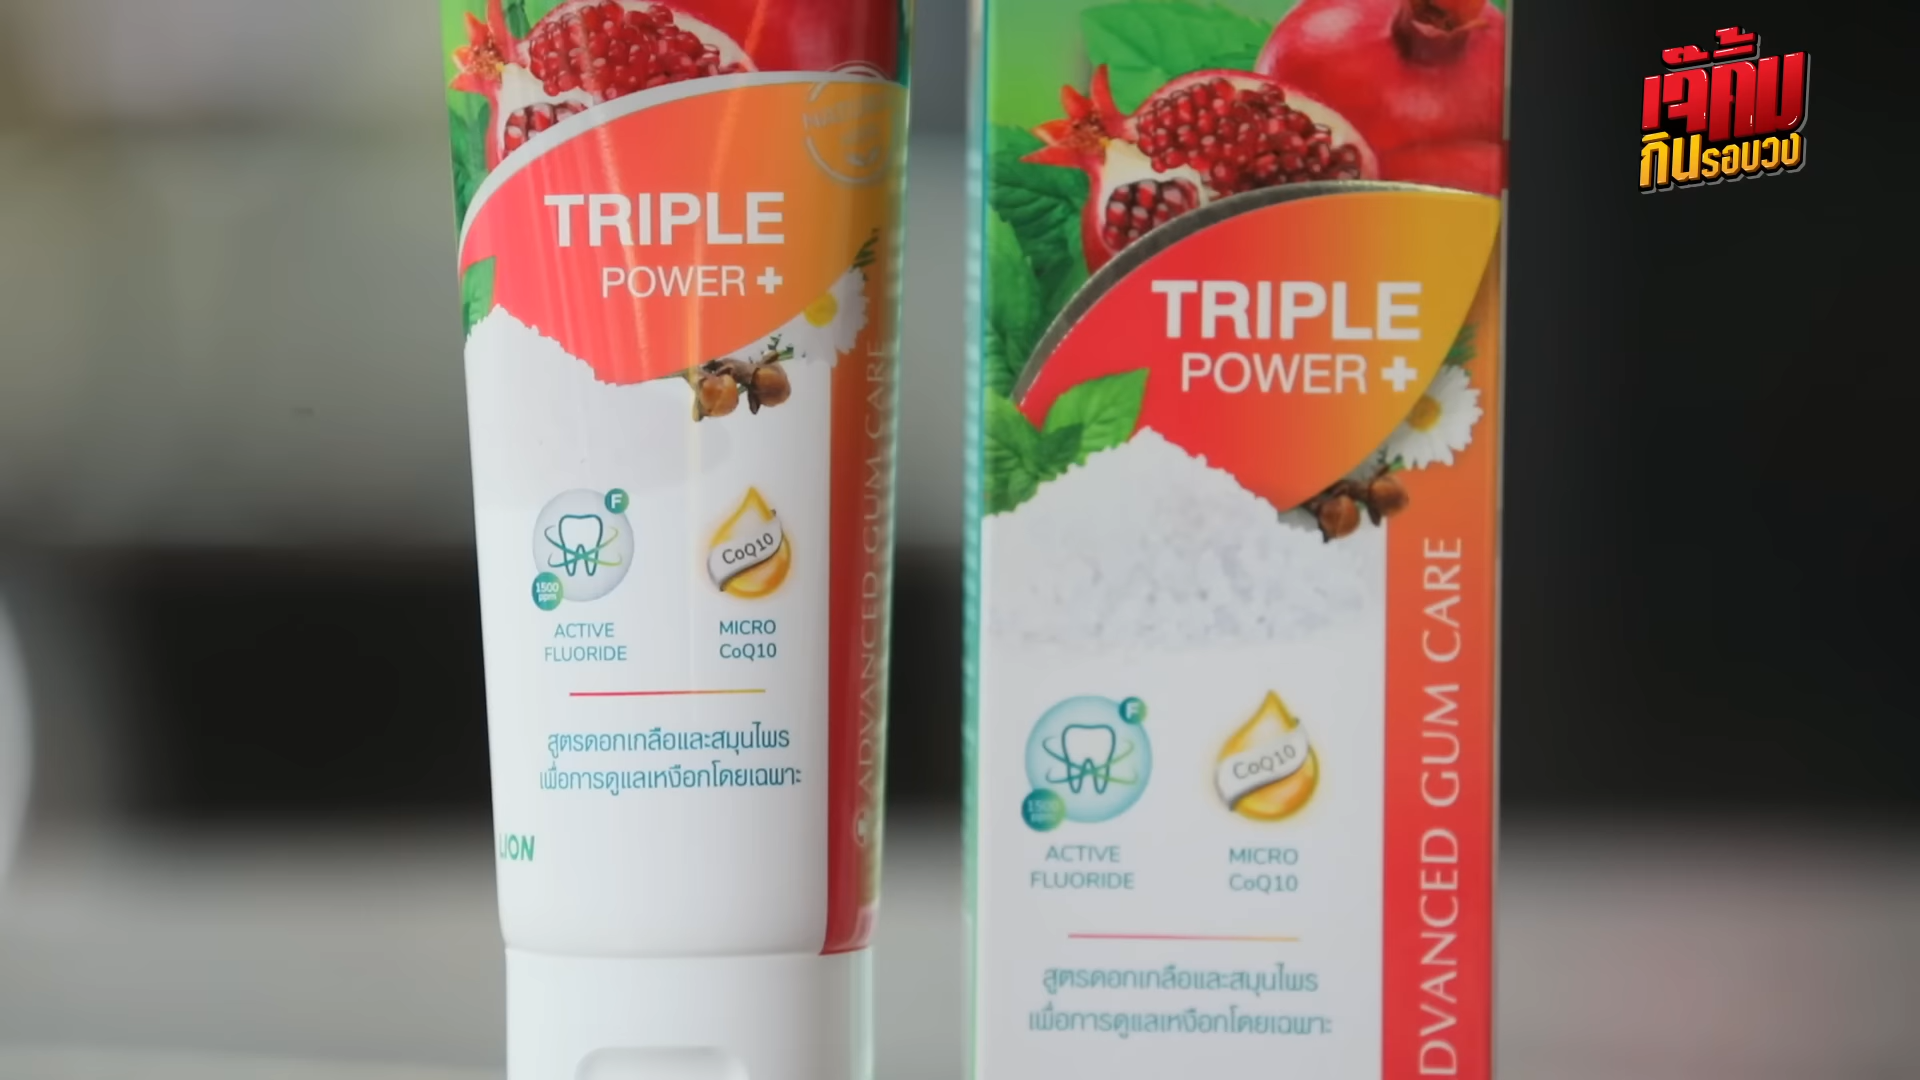 เจ๊คิ้ม
กินรอบวง
NATURAL
TRIPLE
POWER +
F
1500
ppm
CoQ10
ACTIVE
FLUORIDE
MICRO
CoQ10
สูตรดอกเกลือและสมุนไพร
เพื่อการดูแลเหงือกโดยเฉพาะ
LION
ADVANCED GUM CARE
TRIPLE
POWER +
F
1500
CoQ10
ACTIVE
FLUORIDE
MICRO
CoQ10
สูตรดอกเกลือและสมุนไพร
เพื่อการดูแลเหงือกโดยเฉพาะ
DVANCED GUM CARE